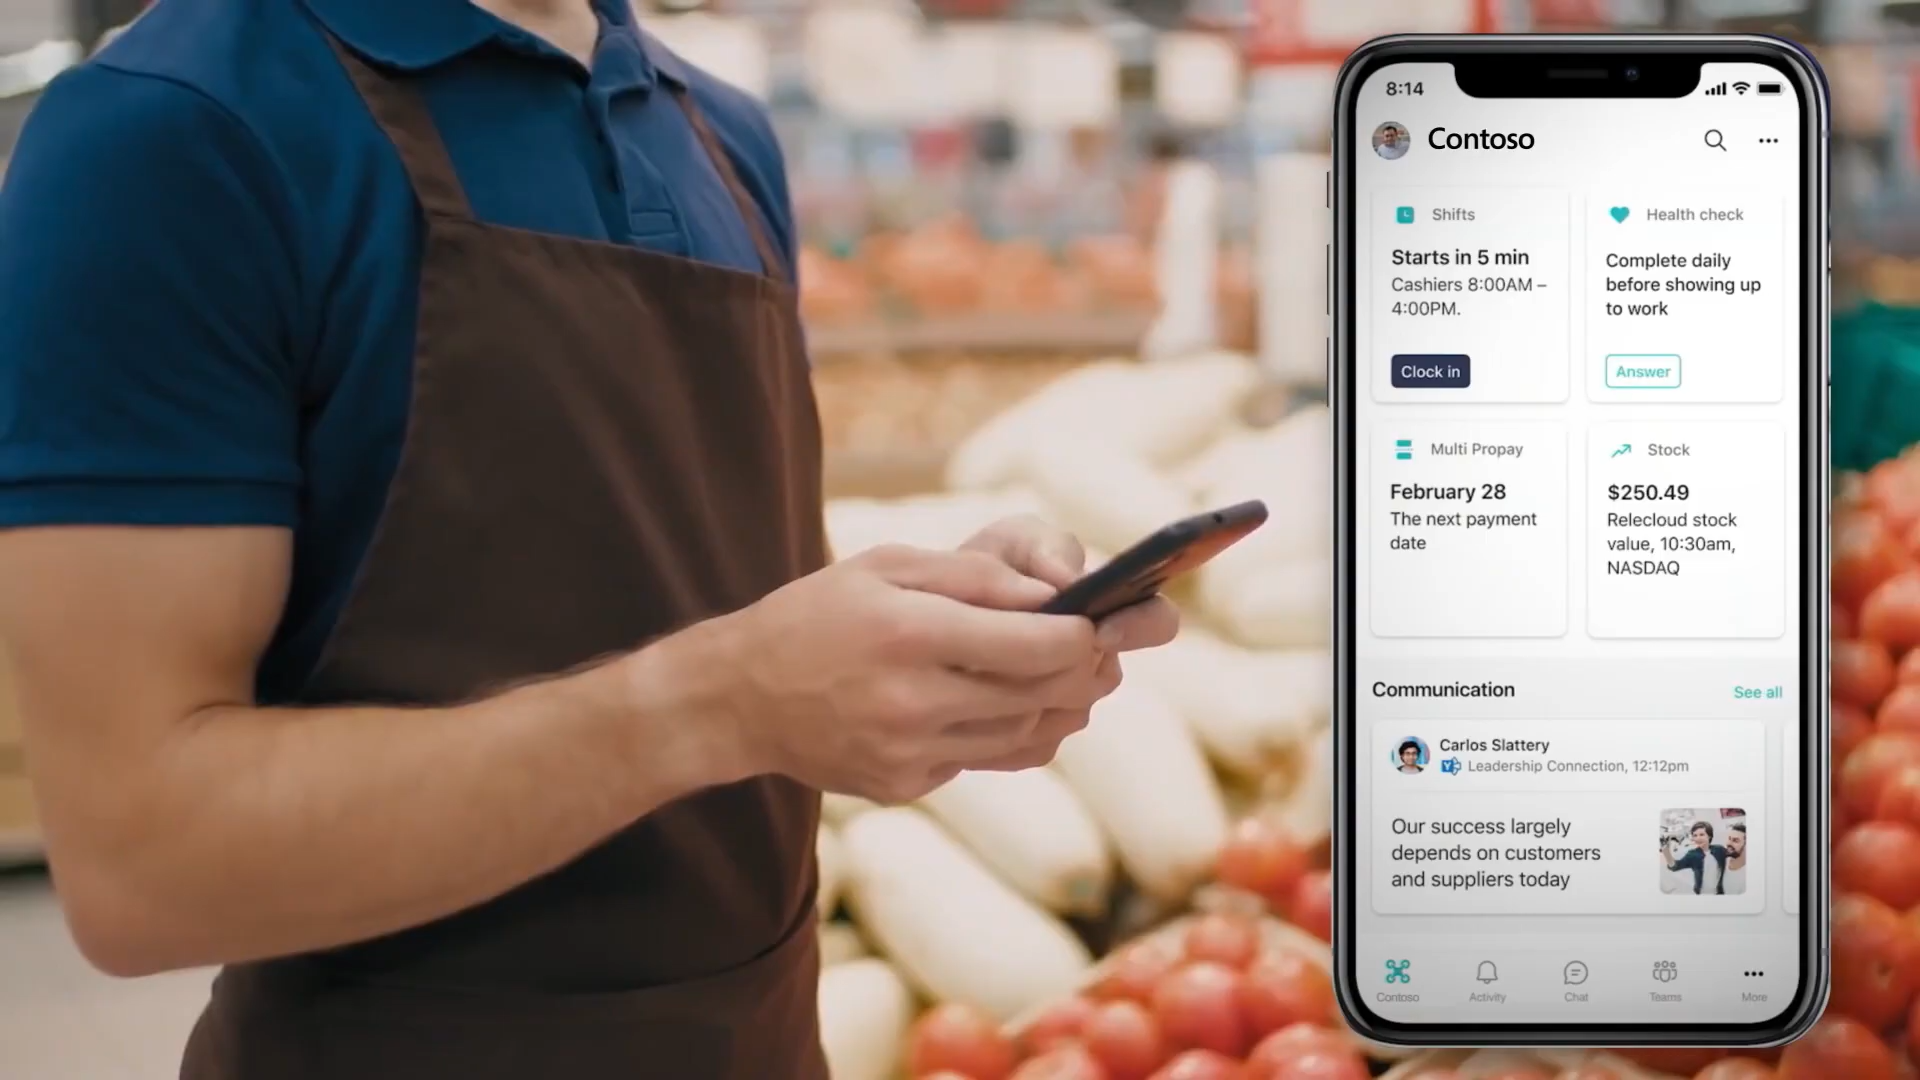 8:14
Contoso
Shifts
Starts in 5 min
Cashiers 8:00AM –
4:00PM.
Clock in
Health check
Complete daily
before showing up
to work
Answer
Multi Propay
February 28
The next payment
date
Stock
$250.49
Relecloud stock
value, 10:30am,
NASDAQ
Communication
See all
Carlos Slattery
Leadership Connection, 12:12pm
Our success largely
depends on customers
and suppliers today
Contoso
Activity
Chat
Teams
More